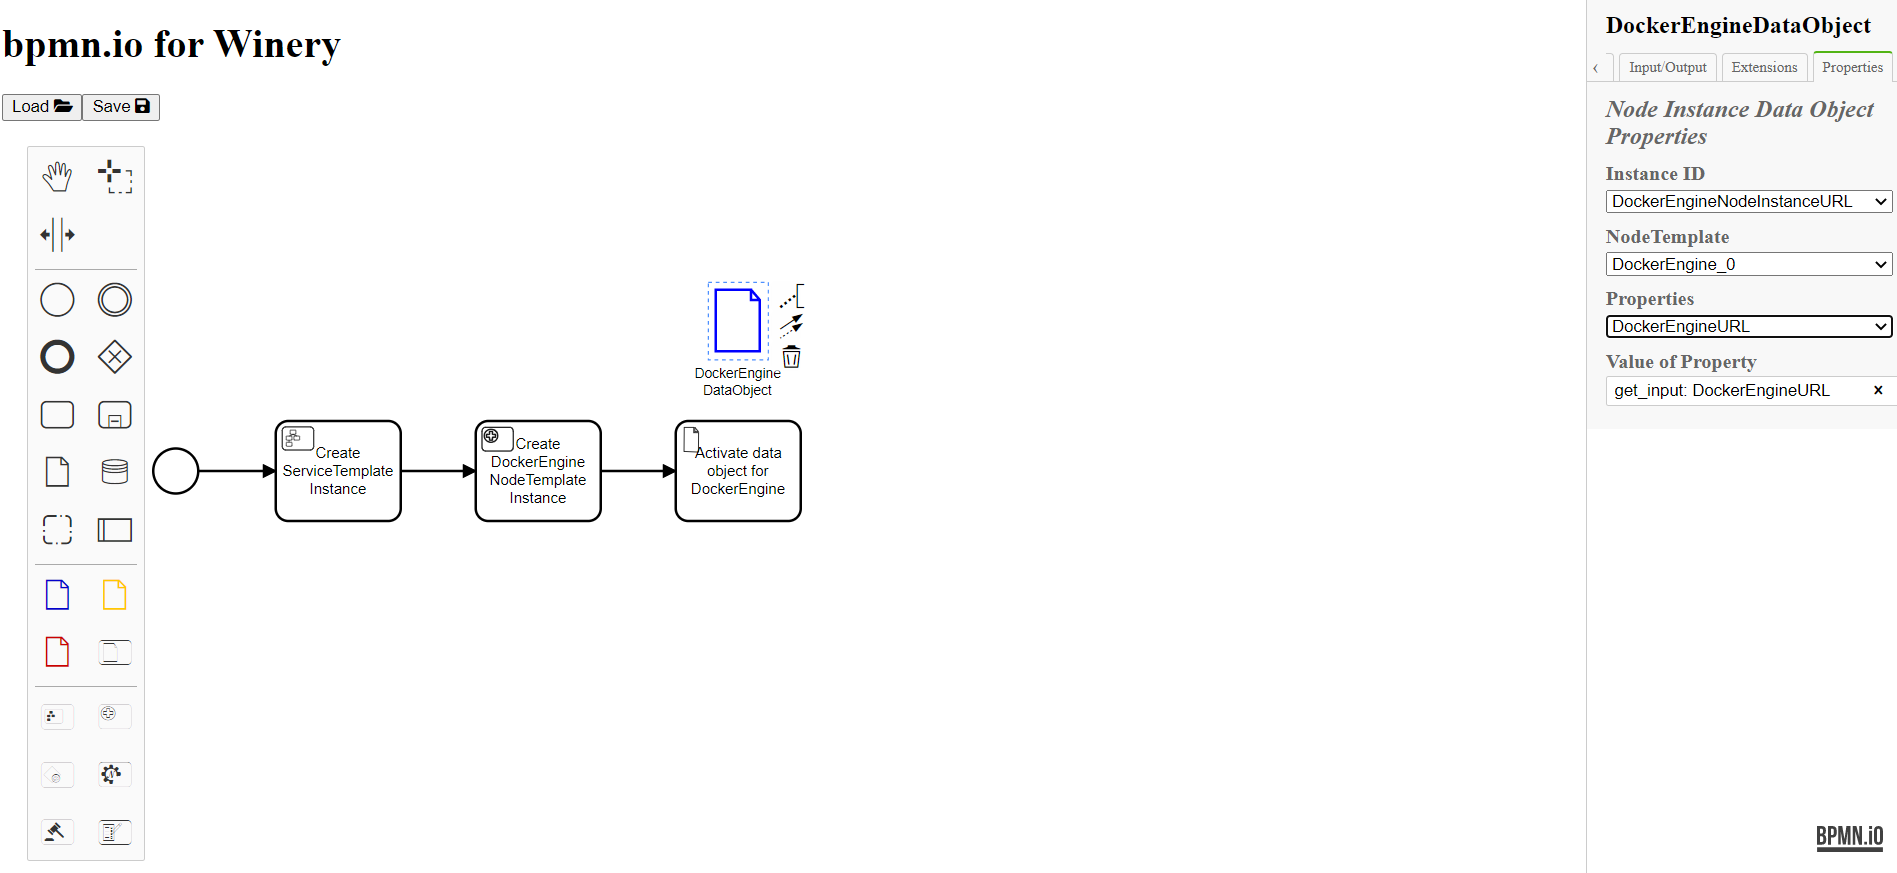 bpmn.io for Winery
Load
Save
DockerEngine
DataObject
Create
ServiceTemplate
Instance
Create
DockerEngine
NodeTemplate
Instance
Activate data
object for
DockerEngine
DockerEngineDataObject
Input/Output
Extensions
Properties
Node Instance Data Object
Properties
Instance ID
DockerEngineNodeInstanceURL
NodeTemplate
DockerEngine_0
Properties
DockerEngineURL
Value of Property
get_input: DockerEngineURL
BPMN.iO